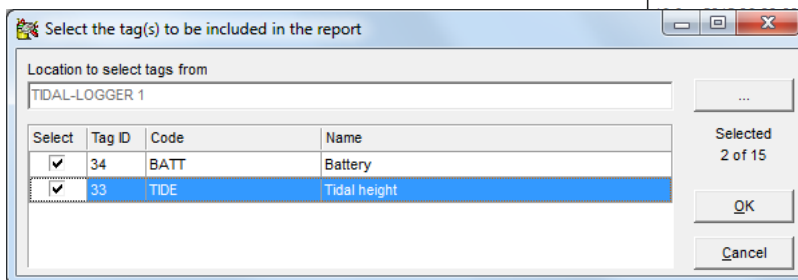 Select the tag(s) to be included in the report
Location to select tags from
TIDAL-LOGGER 1
...
Select Tag ID Code Name
34 BATT Battery
33 TIDE Tidal height
Selected
2 of 15
OK
Cancel